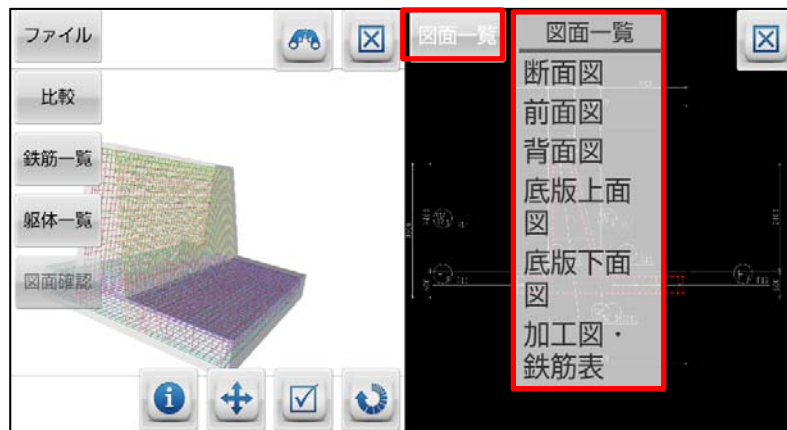 ファイル
比較
鉄筋一覧
躯体一覧
図面確認
図面一覧
図面一覧
断面図
前面図
背面図
底版上面
図
底版下面
図
加工図・
鉄筋表